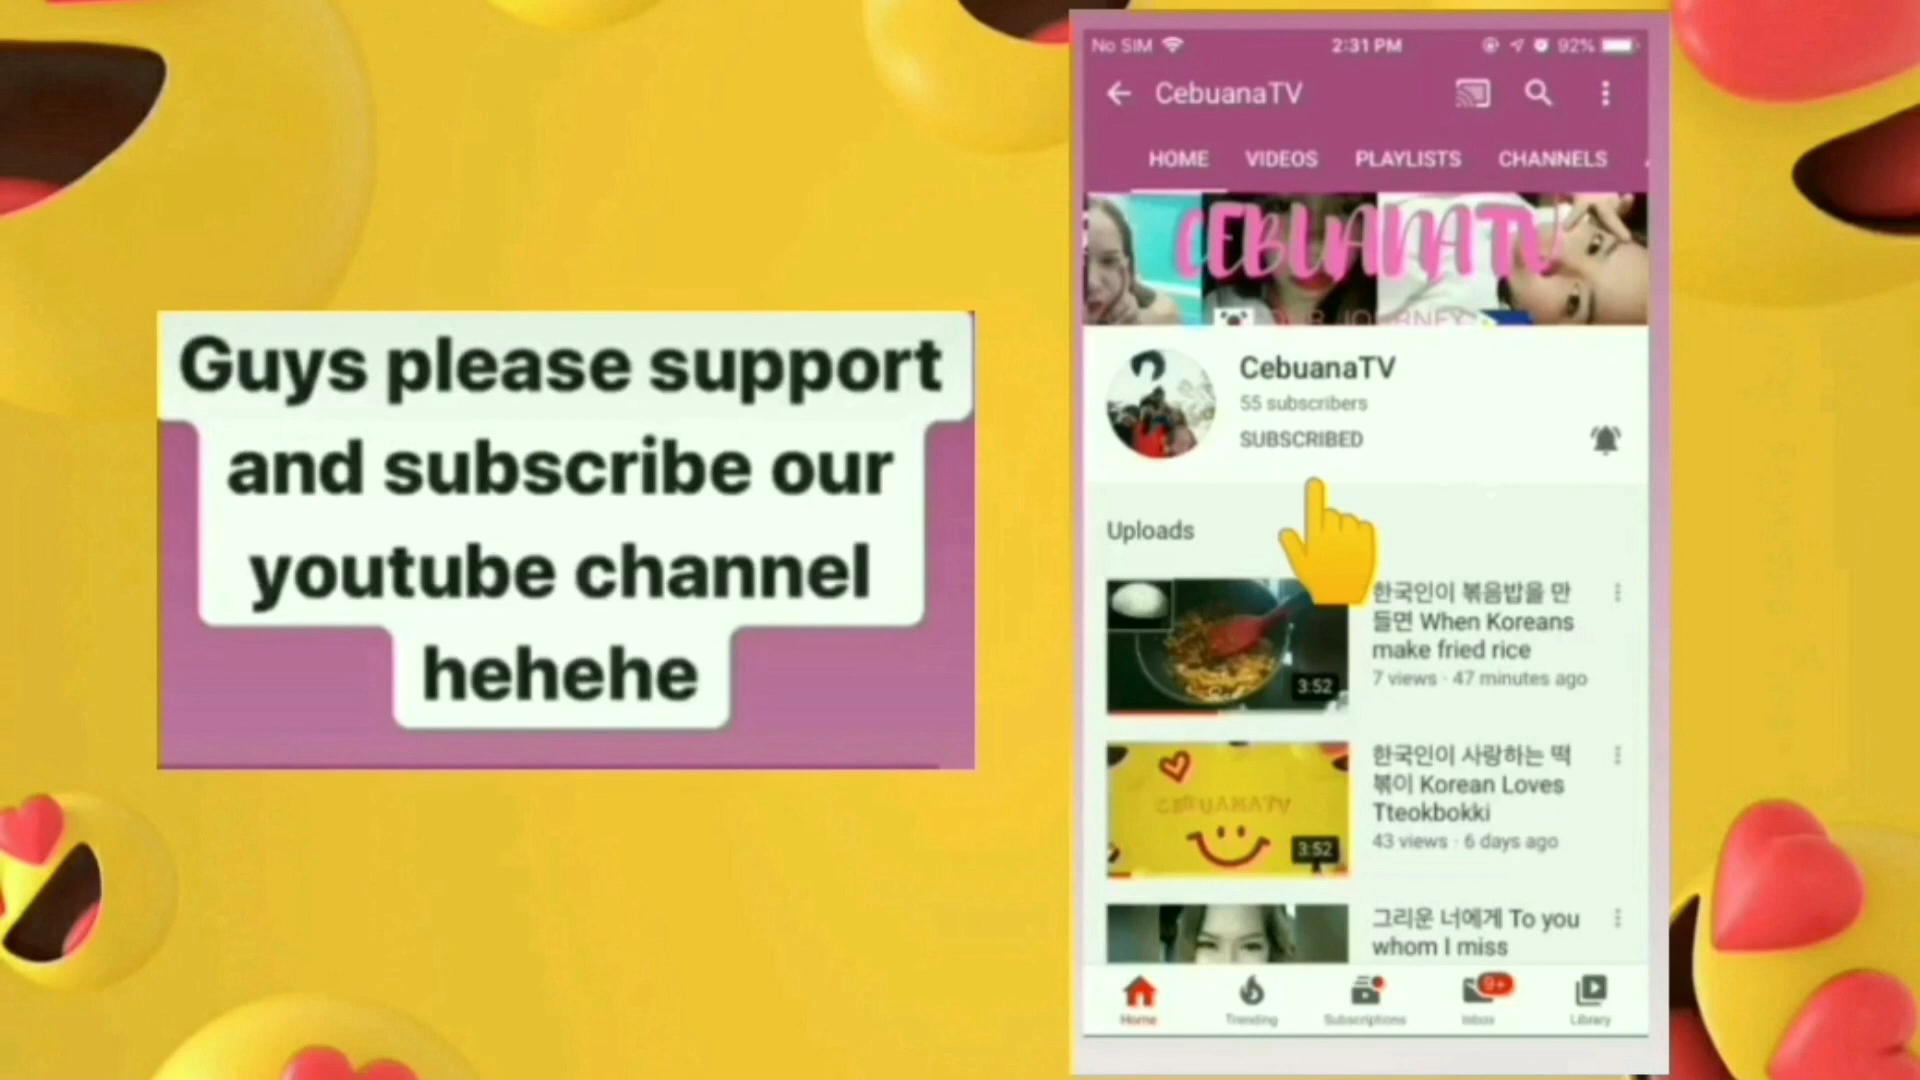 Guys please support
and subscribe our
youtube channel
hehehe
No SIM 2:31 PM 92%
CebuanaTV
HOME VIDEOS PLAYLISTS CHANNELS
CEBUANATV
OUR JOURNEY
CebuanaTV
55 subscribers
SUBSCRIBED
Uploads
한국인이 볶음밥을 만
들면 When Koreans
make fried rice
7 views · 47 minutes ago
3:52
한국인이 사랑하는 떡
볶이 Korean Loves
Tteokbokki
43 views · 6 days ago
CEBUANATV
3:52
그리운 너에게 To you
whom I miss
9+
Home Trending Subscriptions Inbox Library